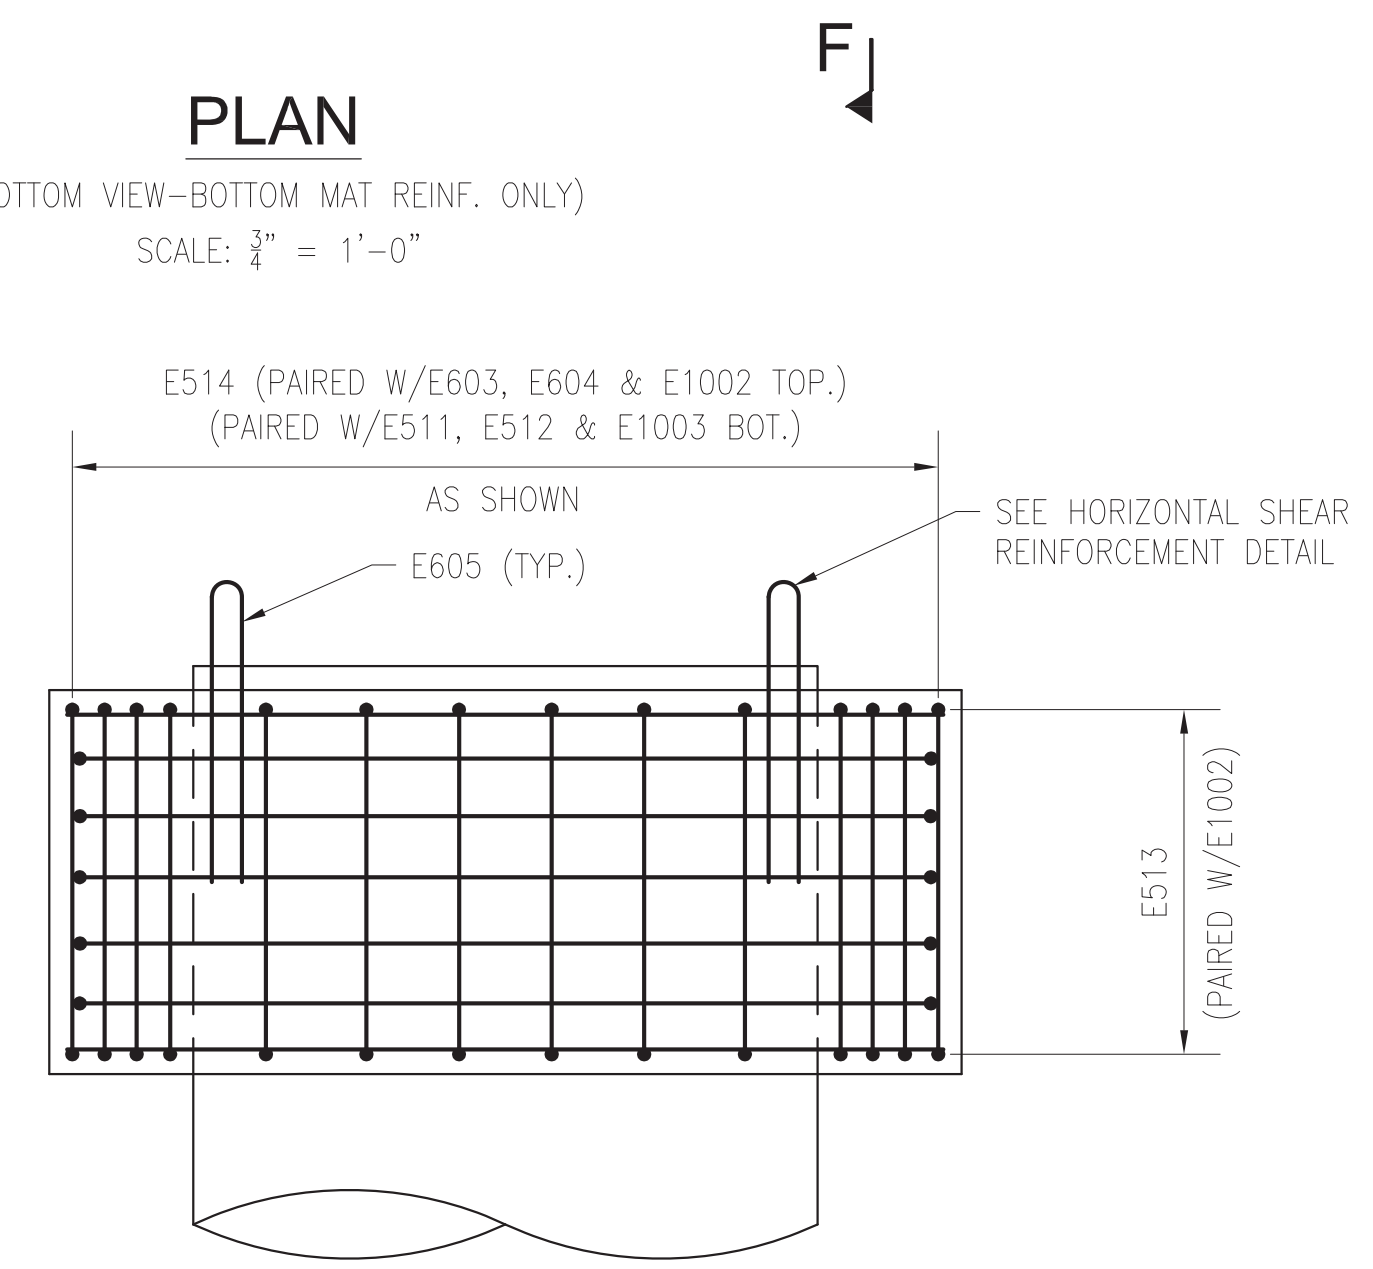 F
PLAN
OTTOM VIEW-BOTTOM MAT REINF. ONLY)
SCALE: 3/4" = 1'-0"
E514 (PAIRED W/E603, E604 & E1002 TOP.)
(PAIRED W/E511, E512 & E1003 BOT.)
AS SHOWN
SEE HORIZONTAL SHEAR
REINFORCEMENT DETAIL
E605 (TYP.)
E513
(PAIRED W/E1002)